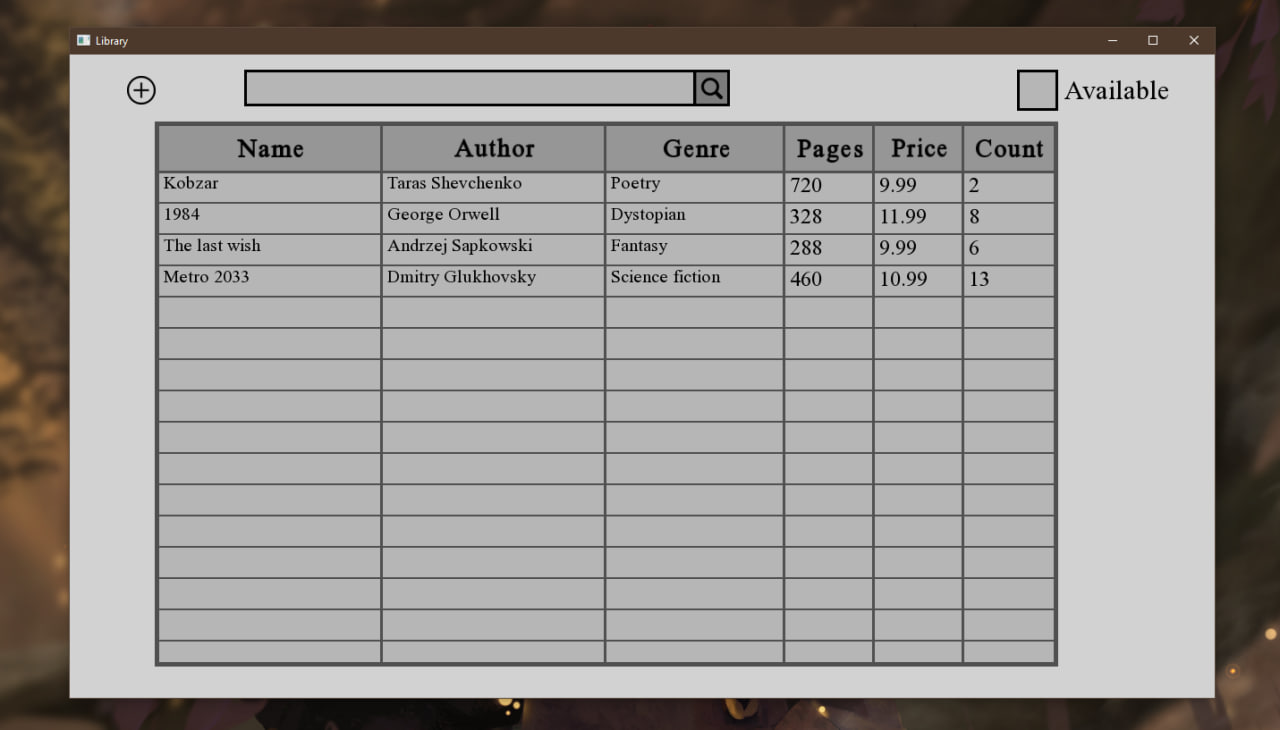 Library
Available
Name Author Genre Pages Price Count
Kobzar Taras Shevchenko Poetry 720 9.99 2
1984 George Orwell Dystopian 328 11.99 8
The last wish Andrzej Sapkowski Fantasy 288 9.99 6
Metro 2033 Dmitry Glukhovsky Science fiction 460 10.99 13